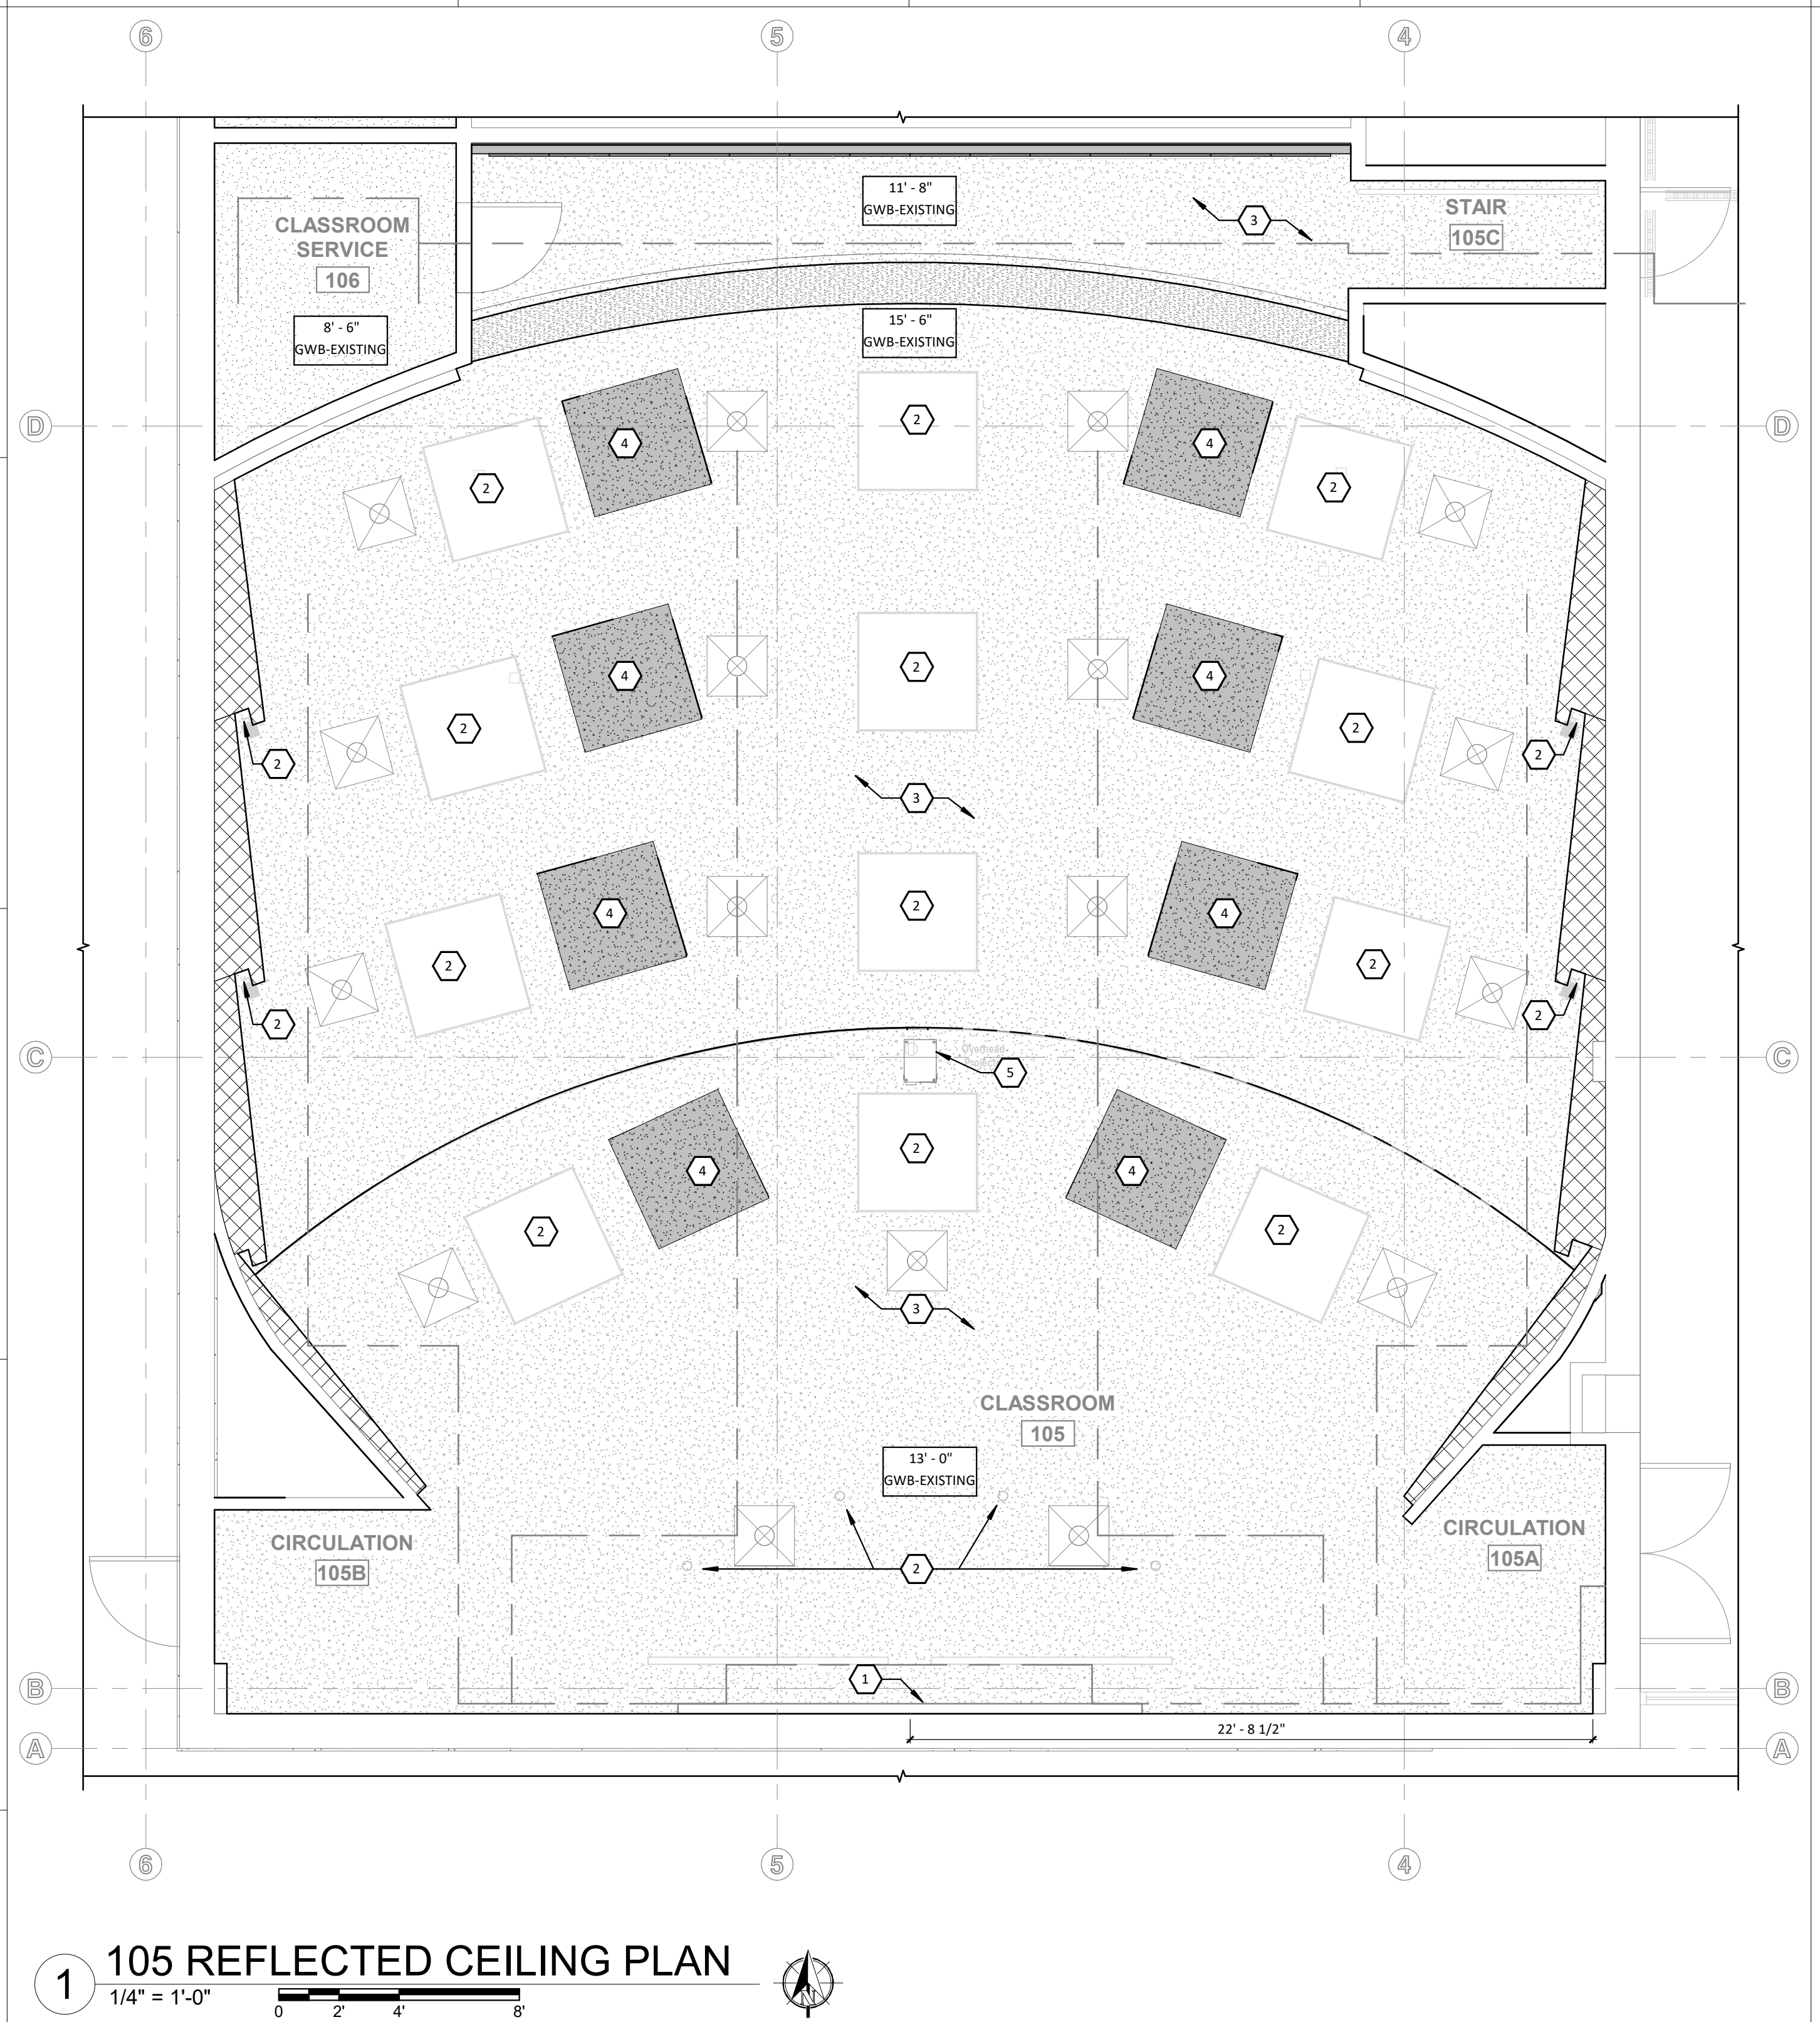 6 5 4
11' - 8"
GWB-EXISTING
3
STAIR
105C
CLASSROOM
SERVICE
106
8' - 6"
GWB-EXISTING
15' - 6"
GWB-EXISTING
D 2 D
4 4
2 2
2
4 4
2 2
2 2
3
2
4 4
2 2
2 2
C Overhead C
5
2
4 4
2 2
3
CLASSROOM
105
13' - 0"
GWB-EXISTING
CIRCULATION
105B
CIRCULATION
105A
2
1
B B
22' - 8 1/2"
A A
6 5 4
1 105 REFLECTED CEILING PLAN
1/4" = 1'-0"
0 2' 4' 8'
N